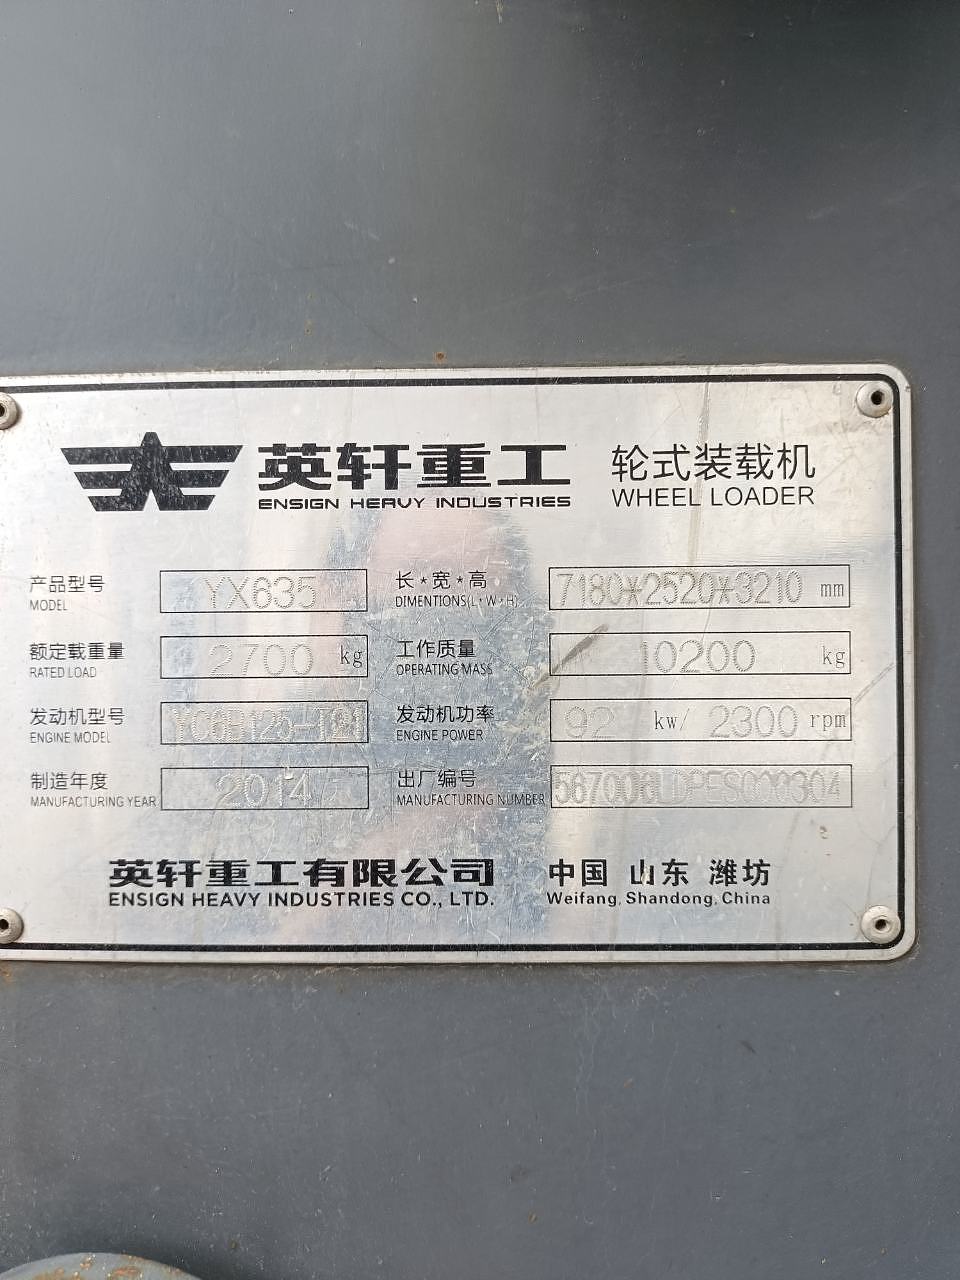 英轩重工 轮式装载机
ENSIGN HEAVY INDUSTRIES WHEEL LOADER
产品型号 YX635 长*宽*高 7180*2520*3210 mm
MODEL DIMENTIONS(L*W*H)
额定载重量 2700 kg 工作质量 10200 kg
RATED LOAD OPERATING MASS
发动机型号 YC6B125-T21 发动机功率 92 kw/ 2300 rpm
ENGINE MODEL ENGINE POWER
制造年度 2014 出厂编号
MANUFACTURING YEAR MANUFACTURING NUMBER
英轩重工有限公司 中国 山东 潍坊
ENSIGN HEAVY INDUSTRIES CO., LTD. Weifang, Shandong, China